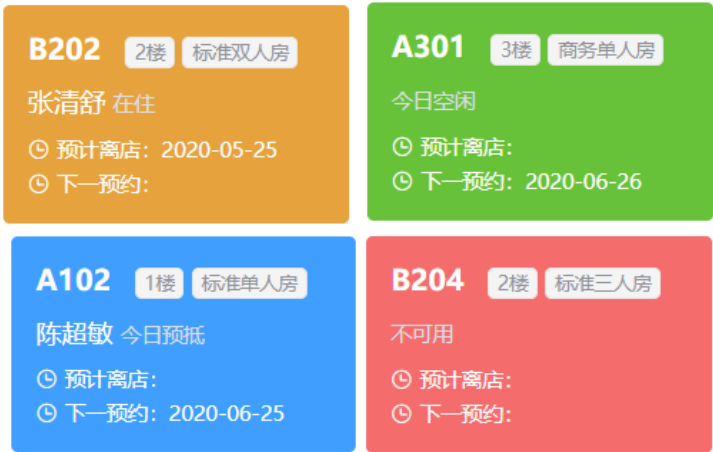 B202 2楼 标准双人房
张清舒 在住
预计离店：2020-05-25
下一预约：
A301 3楼 商务单人房
今日空闲
预计离店：
下一预约：2020-06-26
A102 1楼 标准单人房
陈超敏 今日预抵
预计离店：
下一预约：2020-06-25
B204 2楼 标准三人房
不可用
预计离店：
下一预约：